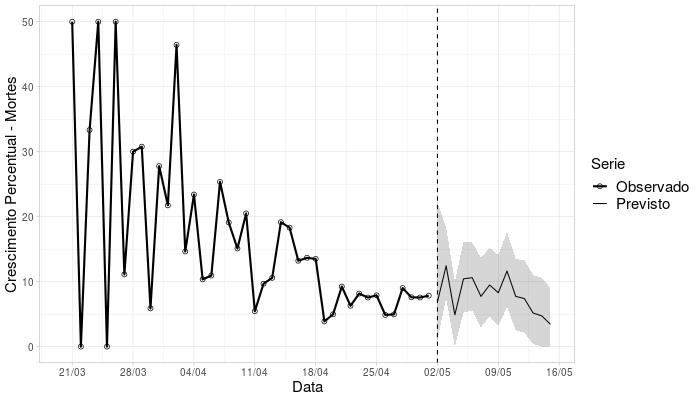 Crescimento Percentual - Mortes
50
40
30
20
10
0
21/03 28/03 04/04 11/04 18/04 25/04 02/05 09/05 16/05
Data
Serie
Observado
Previsto